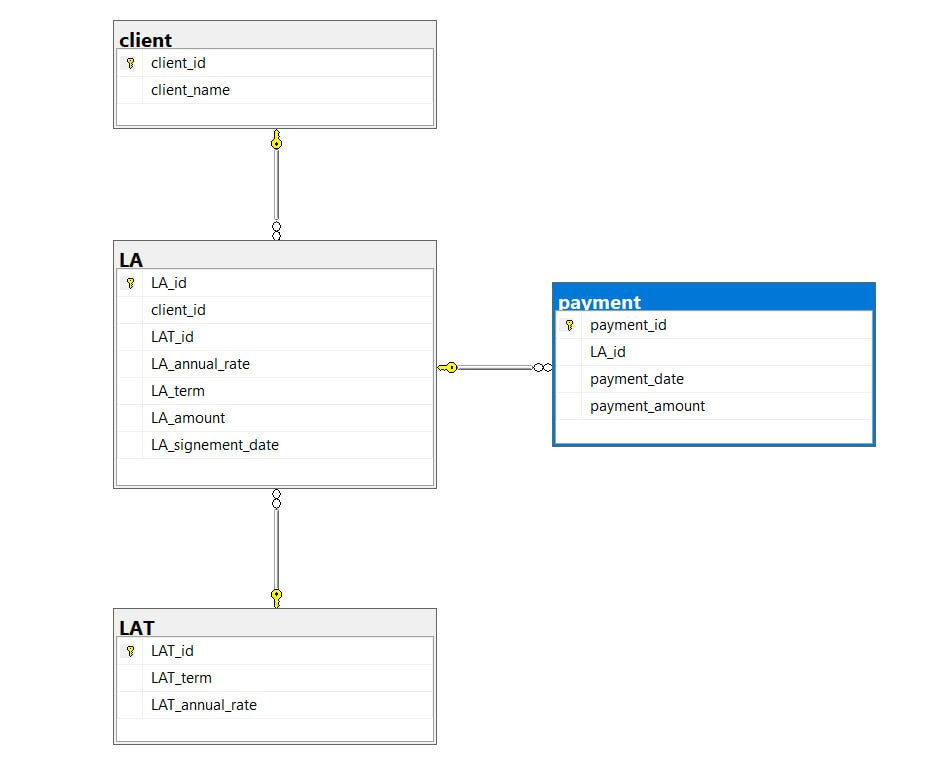 client
client_id
client_name
LA
LA_id
client_id
LAT_id
LA_annual_rate
LA_term
LA_amount
LA_signement_date
payment
payment_id
LA_id
payment_date
payment_amount
LAT
LAT_id
LAT_term
LAT_annual_rate